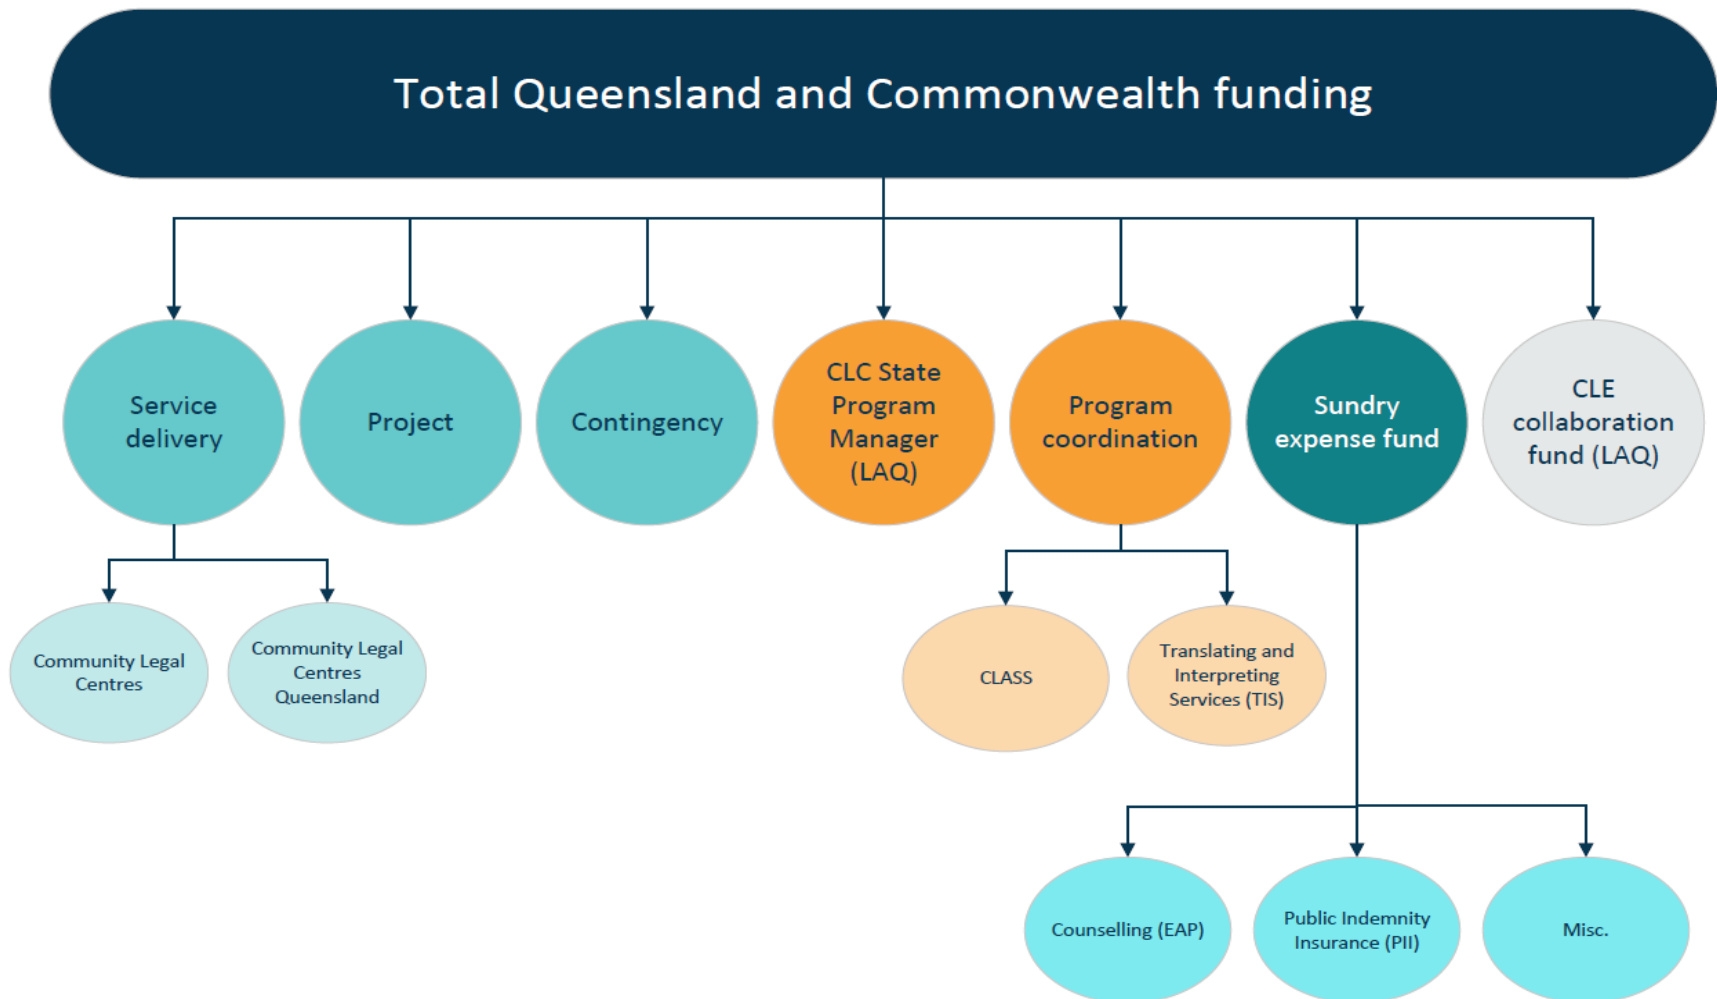 Total Queensland and Commonwealth funding
Service
delivery
Project
Contingency
CLC State
Program
Manager
(LAQ)
Program
coordination
Sundry
expense fund
CLE
collaboration
fund (LAQ)
Community Legal
Centres
Community Legal
Centres
Queensland
CLASS
Translating and
Interpreting
Services (TIS)
Counselling (EAP)
Public Indemnity
Insurance (PII)
Misc.